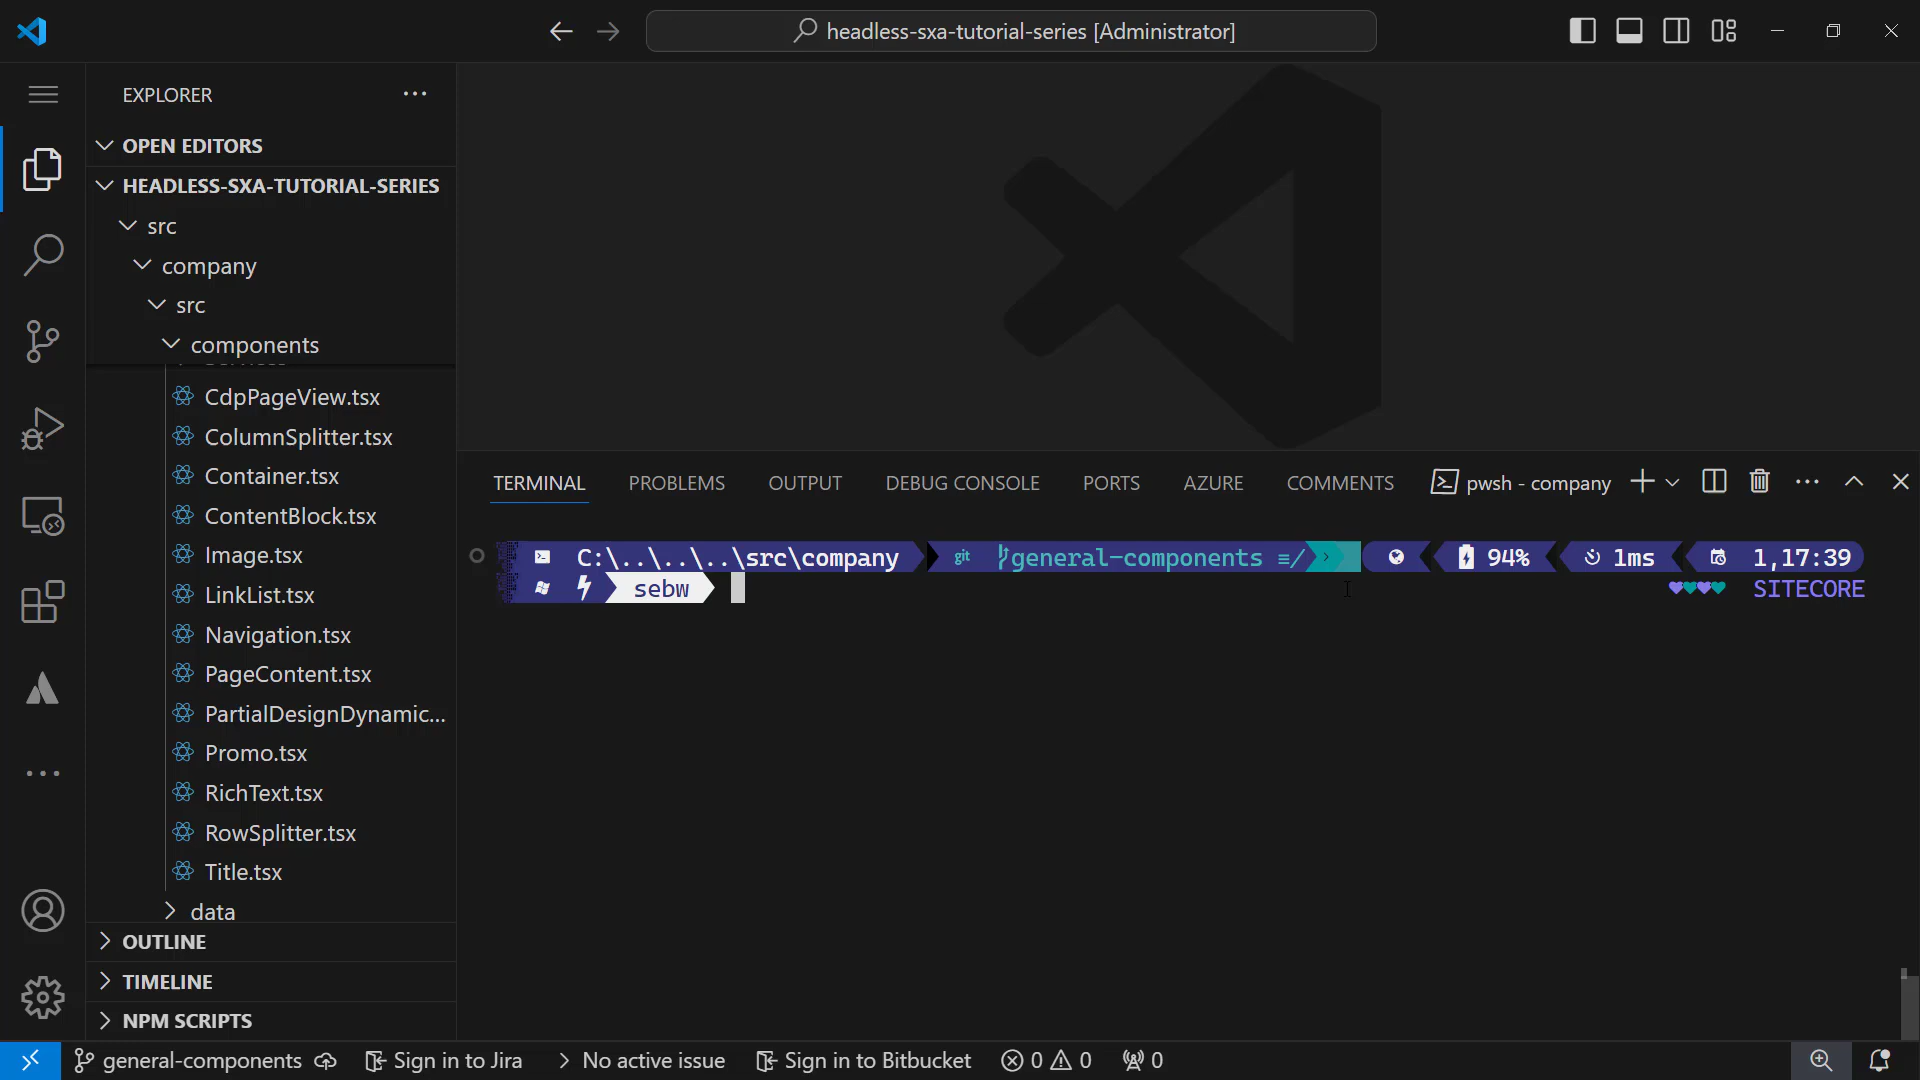 headless-sxa-tutorial-series [Administrator]
EXPLORER
OPEN EDITORS
HEADLESS-SXA-TUTORIAL-SERIES
src
company
src
components
CdpPageView.tsx
ColumnSplitter.tsx
Container.tsx
ContentBlock.tsx
Image.tsx
LinkList.tsx
Navigation.tsx
PageContent.tsx
PartialDesignDynamic...
Promo.tsx
RichText.tsx
RowSplitter.tsx
Title.tsx
data
OUTLINE
TIMELINE
NPM SCRIPTS
TERMINAL PROBLEMS OUTPUT DEBUG CONSOLE PORTS AZURE COMMENTS pwsh - company
C:\..\..\..\src\company git general-components ≡/ 94% 1ms 1,17:39
sebw SITECORE
general-components Sign in to Jira No active issue Sign in to Bitbucket 0 0 0